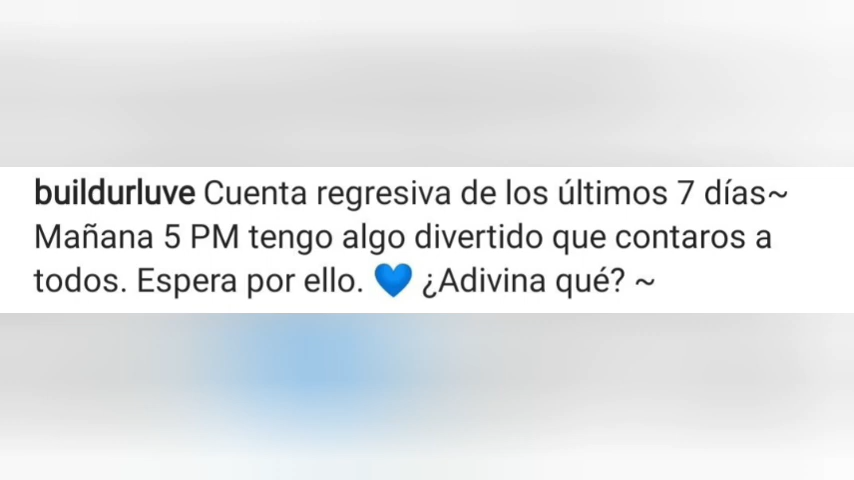 buildurluve Cuenta regresiva de los últimos 7 días~
Mañana 5 PM tengo algo divertido que contaros a
todos. Espera por ello. 💙 ¿Adivina qué? ~